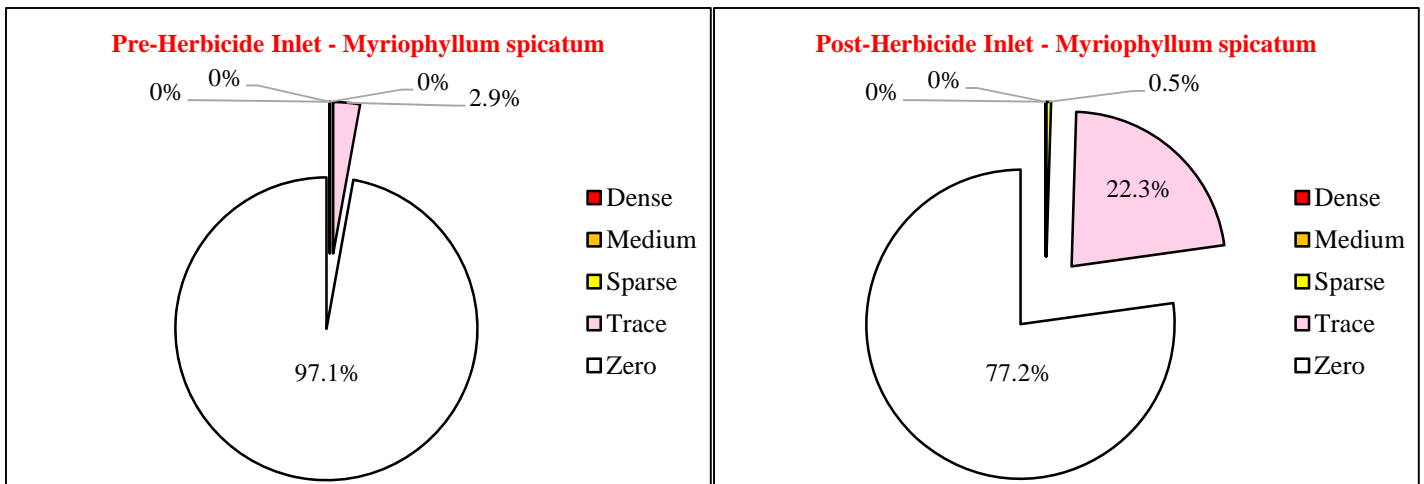 Pre-Herbicide Inlet - Myriophyllum spicatum
0%
0%
0%
2.9%
97.1%
Dense
Medium
Sparse
Trace
Zero
Post-Herbicide Inlet - Myriophyllum spicatum
0%
0%
0.5%
22.3%
77.2%
Dense
Medium
Sparse
Trace
Zero